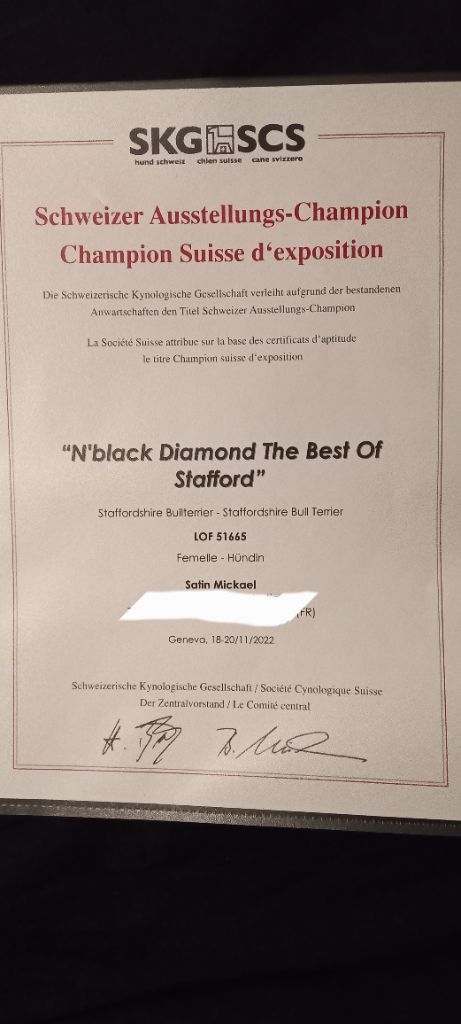 SKG SCS
hund schweiz chien suisse cane svizzero
Schweizer Ausstellungs-Champion
Champion Suisse d'exposition
Die Schweizerische Kynologische Gesellschaft verleiht aufgrund der bestandenen
Anwartschaften den Titel Schweizer Ausstellungs-Champion
La Société Suisse attribue sur la base des certificats d'aptitude
le titre Champion suisse d'exposition
“N'black Diamond The Best Of
Stafford”
Staffordshire Bullterrier - Staffordshire Bull Terrier
LOF 51665
Femelle - Hündin
Satin Mickael
(FR)
Geneva, 18-20/11/2022
Schweizerische Kynologische Gesellschaft / Société Cynologique Suisse
Der Zentralvorstand / Le Comité central